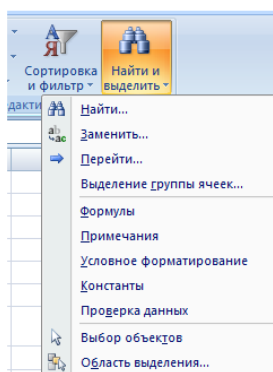 Сортировка и фильтр
Найти и выделить
дакти
Найти...
Заменить...
Перейти...
Выделение группы ячеек...
Формулы
Примечания
Условное форматирование
Константы
Проверка данных
Выбор объектов
Область выделения...